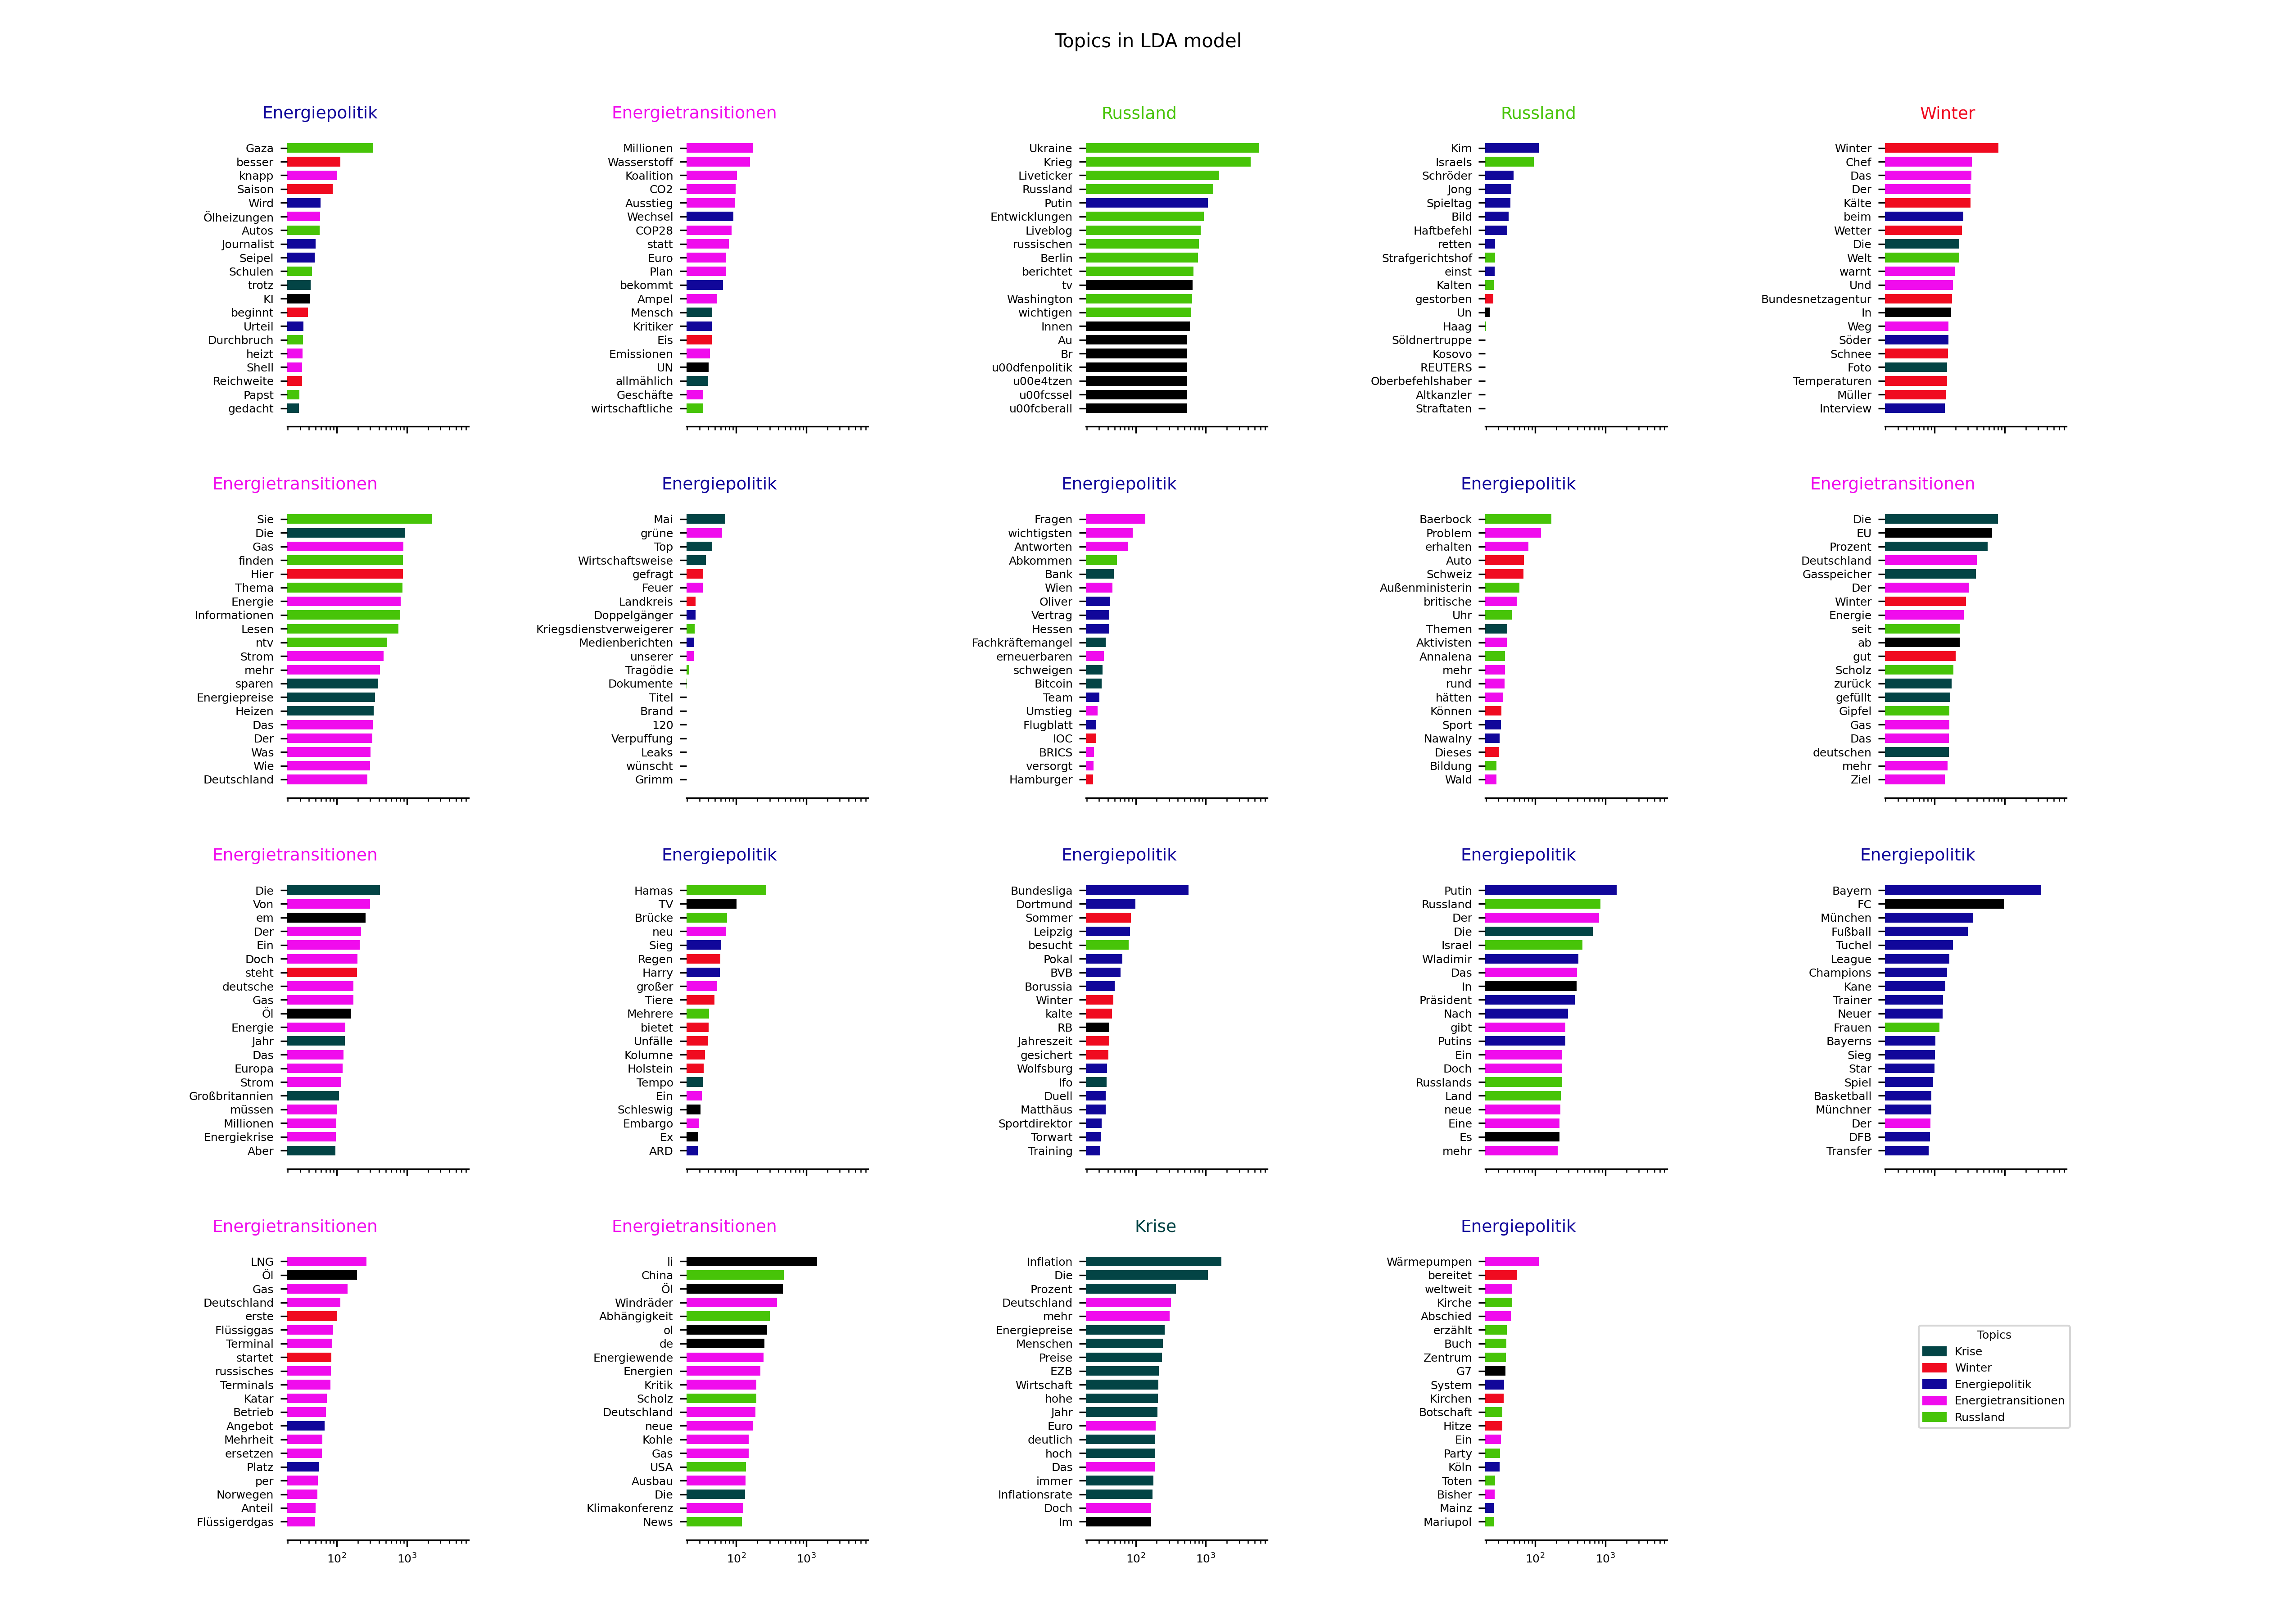 Topics in LDA model
Energiepolitik
Gaza
besser
knapp
Saison
Wird
Ölheizungen
Autos
Journalist
Seipel
Schulen
trotz
KI
beginnt
Urteil
Durchbruch
heizt
Shell
Reichweite
Papst
gedacht
Energietransitionen
Millionen
Wasserstoff
Koalition
CO2
Ausstieg
Wechsel
COP28
statt
Euro
Plan
bekommt
Ampel
Mensch
Kritiker
Eis
Emissionen
UN
allmählich
Geschäfte
wirtschaftliche
Russland
Ukraine
Krieg
Liveticker
Russland
Putin
Entwicklungen
Liveblog
russischen
Berlin
berichtet
tv
Washington
wichtigen
Innen
Au
Br
u00dfenpolitik
u00e4tzen
u00fcssel
u00fcberall
Russland
Kim
Israels
Schröder
Jong
Spieltag
Bild
Haftbefehl
retten
Strafgerichtshof
einst
Kalten
gestorben
Un
Haag
Söldnertruppe
Kosovo
REUTERS
Oberbefehlshaber
Altkanzler
Straftaten
Winter
Winter
Chef
Das
Der
Kälte
beim
Wetter
Die
Welt
warnt
Und
Bundesnetzagentur
In
Weg
Söder
Schnee
Foto
Temperaturen
Müller
Interview
Energietransitionen
Sie
Die
Gas
finden
Hier
Thema
Energie
Informationen
Lesen
ntv
Strom
mehr
sparen
Energiepreise
Heizen
Das
Der
Was
Wie
Deutschland
Energiepolitik
Mai
grüne
Top
Wirtschaftsweise
gefragt
Feuer
Landkreis
Doppelgänger
Kriegsdienstverweigerer
Medienberichten
unserer
Tragödie
Dokumente
Titel
Brand
120
Verpuffung
Leaks
wünscht
Grimm
Energiepolitik
Fragen
wichtigsten
Antworten
Abkommen
Bank
Wien
Oliver
Vertrag
Hessen
Fachkräftemangel
erneuerbaren
schweigen
Bitcoin
Team
Umstieg
Flugblatt
IOC
BRICS
versorgt
Hamburger
Energiepolitik
Baerbock
Problem
erhalten
Auto
Schweiz
Außenministerin
britische
Uhr
Themen
Aktivisten
Annalena
mehr
rund
hätten
Können
Sport
Nawalny
Dieses
Bildung
Wald
Energietransitionen
Die
EU
Prozent
Deutschland
Gasspeicher
Der
Winter
Energie
seit
ab
gut
Scholz
zurück
gefüllt
Gipfel
Gas
Das
deutschen
mehr
Ziel
Energietransitionen
Die
Von
em
Der
Ein
Doch
steht
deutsche
Gas
Öl
Energie
Jahr
Das
Europa
Strom
Großbritannien
müssen
Millionen
Energiekrise
Aber
Energiepolitik
Hamas
TV
Brücke
neu
Sieg
Regen
Harry
großer
Tiere
Mehrere
bietet
Unfälle
Kolumne
Holstein
Tempo
Ein
Schleswig
Embargo
Ex
ARD
Energiepolitik
Bundesliga
Dortmund
Sommer
Leipzig
besucht
Pokal
BVB
Borussia
Winter
kalte
RB
Jahreszeit
gesichert
Wolfsburg
Ifo
Duell
Matthäus
Sportdirektor
Torwart
Training
Energiepolitik
Putin
Russland
Der
Die
Israel
Wladimir
Das
In
Präsident
Nach
gibt
Putins
Ein
Doch
Russlands
Land
neue
Eine
Es
mehr
Energiepolitik
Bayern
FC
München
Fußball
Tuchel
League
Champions
Kane
Trainer
Neuer
Frauen
Bayerns
Sieg
Star
Spiel
Basketball
Münchner
Der
DFB
Transfer
Energietransitionen
LNG
Öl
Gas
Deutschland
erste
Flüssiggas
Terminal
startet
russisches
Terminals
Katar
Betrieb
Angebot
Mehrheit
ersetzen
Platz
per
Norwegen
Anteil
Flüssigerdgas
10² 10³
Energietransitionen
li
China
Öl
Windräder
Abhängigkeit
ol
de
Energiewende
Energien
Kritik
Scholz
Deutschland
neue
Kohle
Gas
USA
Ausbau
Die
Klimakonferenz
News
10² 10³
Krise
Inflation
Die
Prozent
Deutschland
mehr
Energiepreise
Menschen
Preise
EZB
Wirtschaft
hohe
Jahr
Euro
deutlich
hoch
Das
immer
Inflationsrate
Doch
Im
10² 10³
Energiepolitik
Wärmepumpen
bereitet
weltweit
Kirche
Abschied
erzählt
Buch
Zentrum
G7
System
Kirchen
Botschaft
Hitze
Ein
Party
Köln
Toten
Bisher
Mainz
Mariupol
10² 10³
Topics
Krise
Winter
Energiepolitik
Energietransitionen
Russland